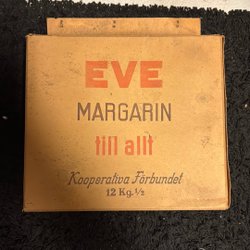 EVE
MARGARIN
till allt
Kooperativa Förbundet
12 Kg. ½